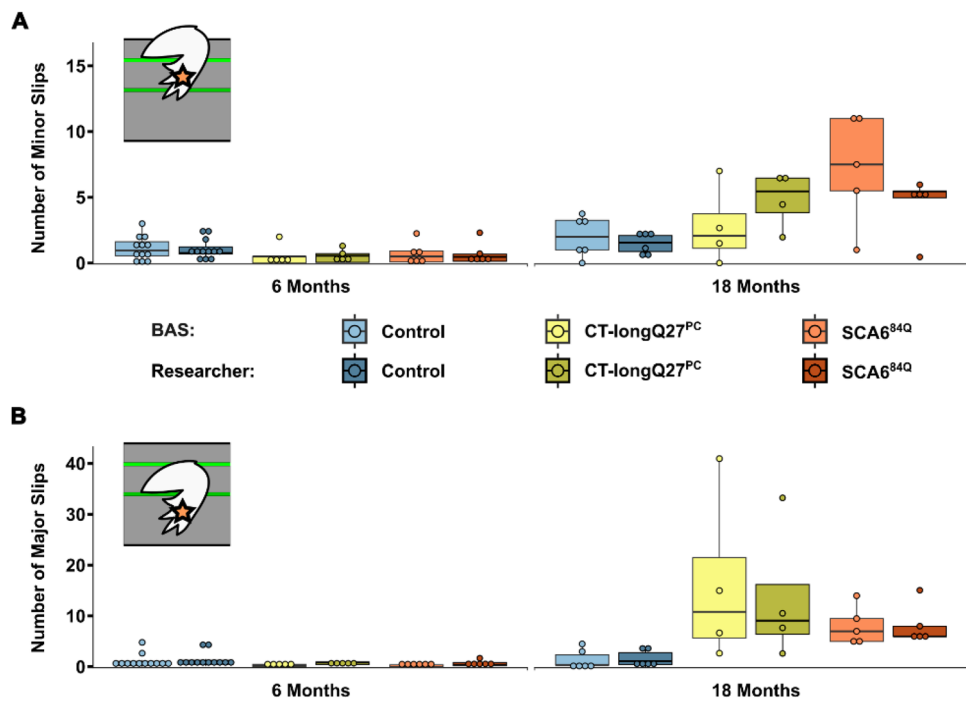 A
Number of Minor Slips
15
10
5
0
6 Months
18 Months
BAS: Control CT-longQ27PC SCA684Q
Researcher: Control CT-longQ27PC SCA684Q
B
Number of Major Slips
40
30
20
10
0
6 Months
18 Months